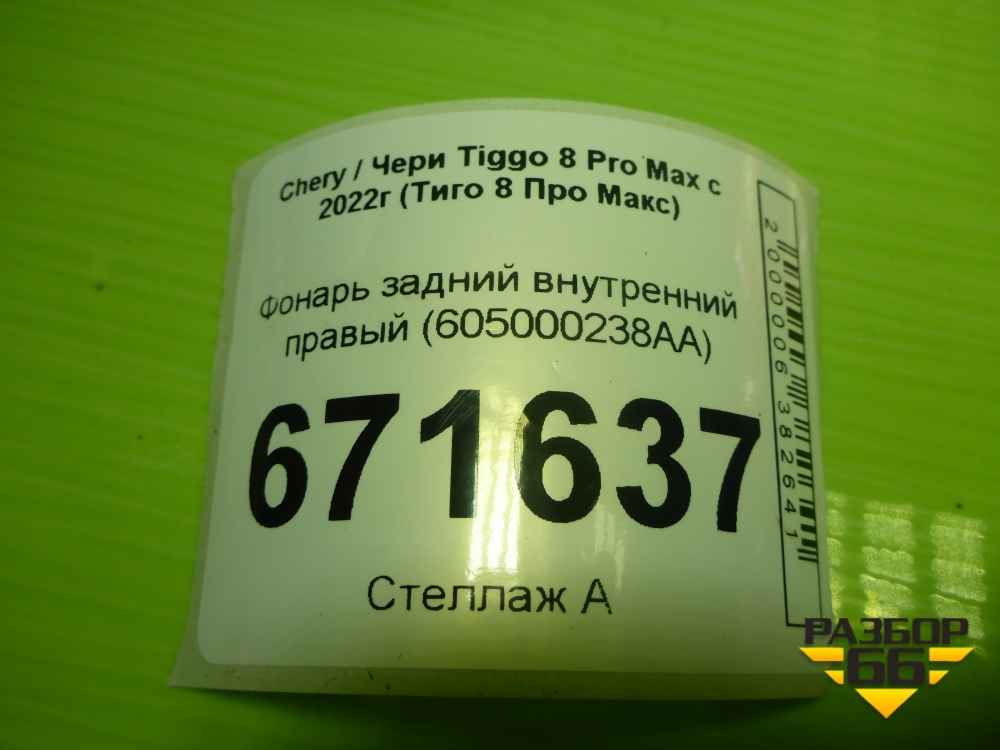 Chery / Чери Tiggo 8 Pro Max с
2022г (Тиго 8 Про Макс)
Фонарь задний внутренний
правый (605000238AA)
671637
Стеллаж А
2000006382641
РАЗБОР
66